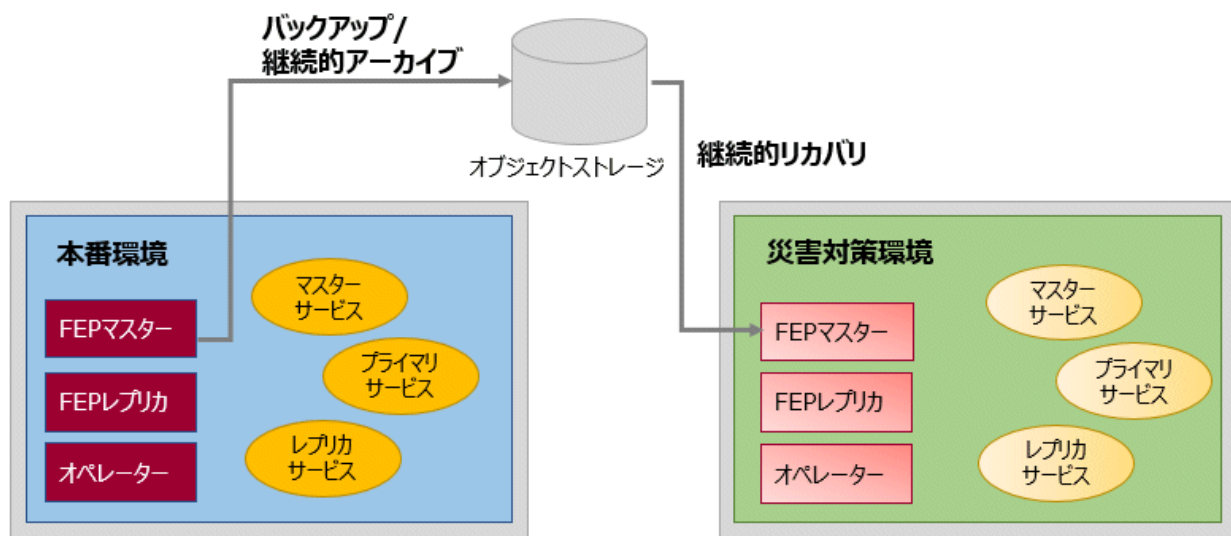 バックアップ/
継続的アーカイブ
オブジェクトストレージ
継続的リカバリ
本番環境
マスター
サービス
FEPマスター
プライマリ
サービス
FEPレプリカ
レプリカ
サービス
オペレーター
災害対策環境
マスター
サービス
FEPマスター
プライマリ
サービス
FEPレプリカ
レプリカ
サービス
オペレーター